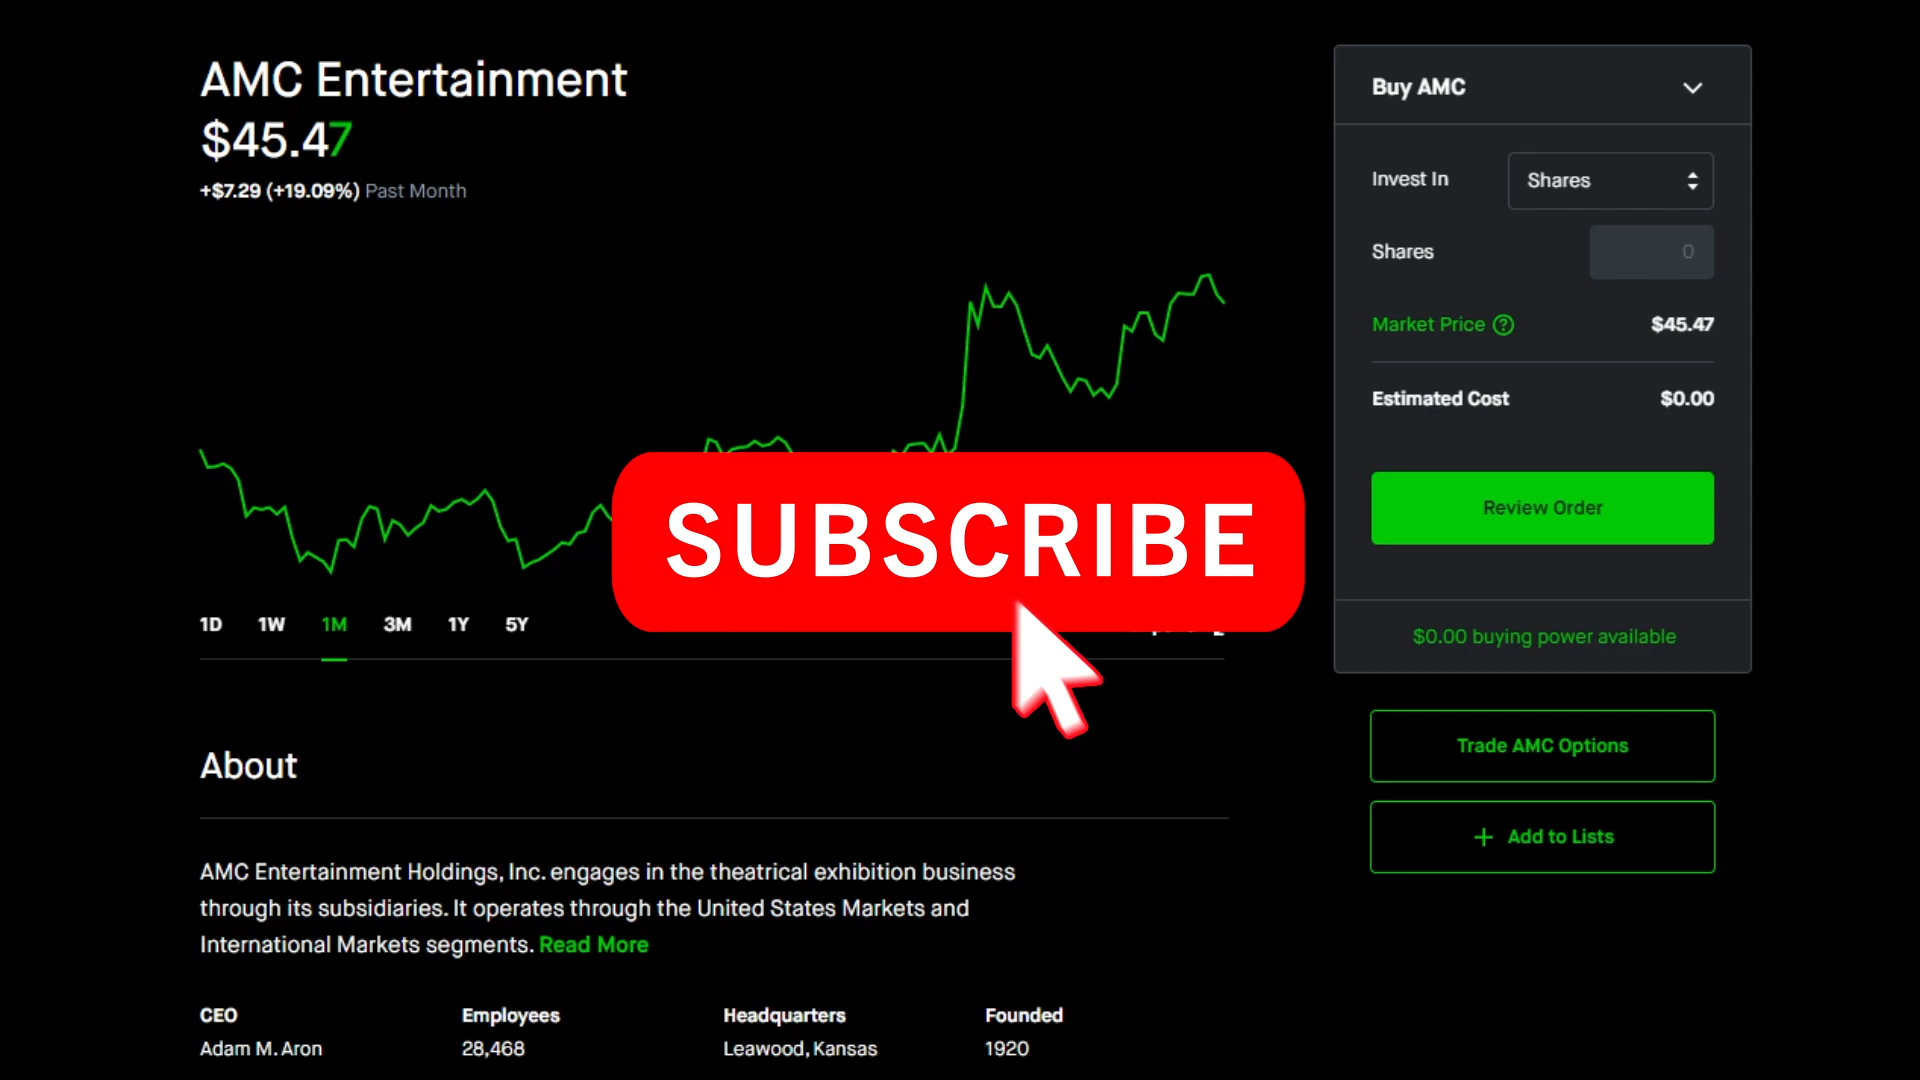 AMC Entertainment
$45.47
+$7.29 (+19.09%) Past Month
1D 1W 1M 3M 1Y 5Y
SUBSCRIBE
About
AMC Entertainment Holdings, Inc. engages in the theatrical exhibition business
through its subsidiaries. It operates through the United States Markets and
International Markets segments. Read More
CEO
Adam M. Aron
Employees
28,468
Headquarters
Leawood, Kansas
Founded
1920
Buy AMC
Invest In Shares
Shares 0
Market Price ? $45.47
Estimated Cost $0.00
Review Order
$0.00 buying power available
Trade AMC Options
+ Add to Lists